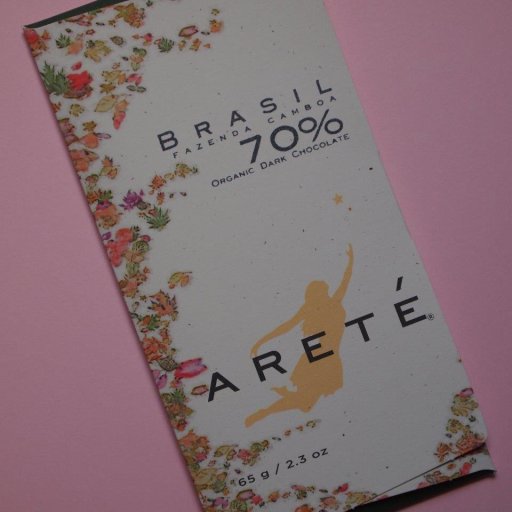 BRASIL
FAZENDA CAMBOA
70%
ORGANIC DARK CHOCOLATE
ARETÉ®
65 g / 2.3 oz